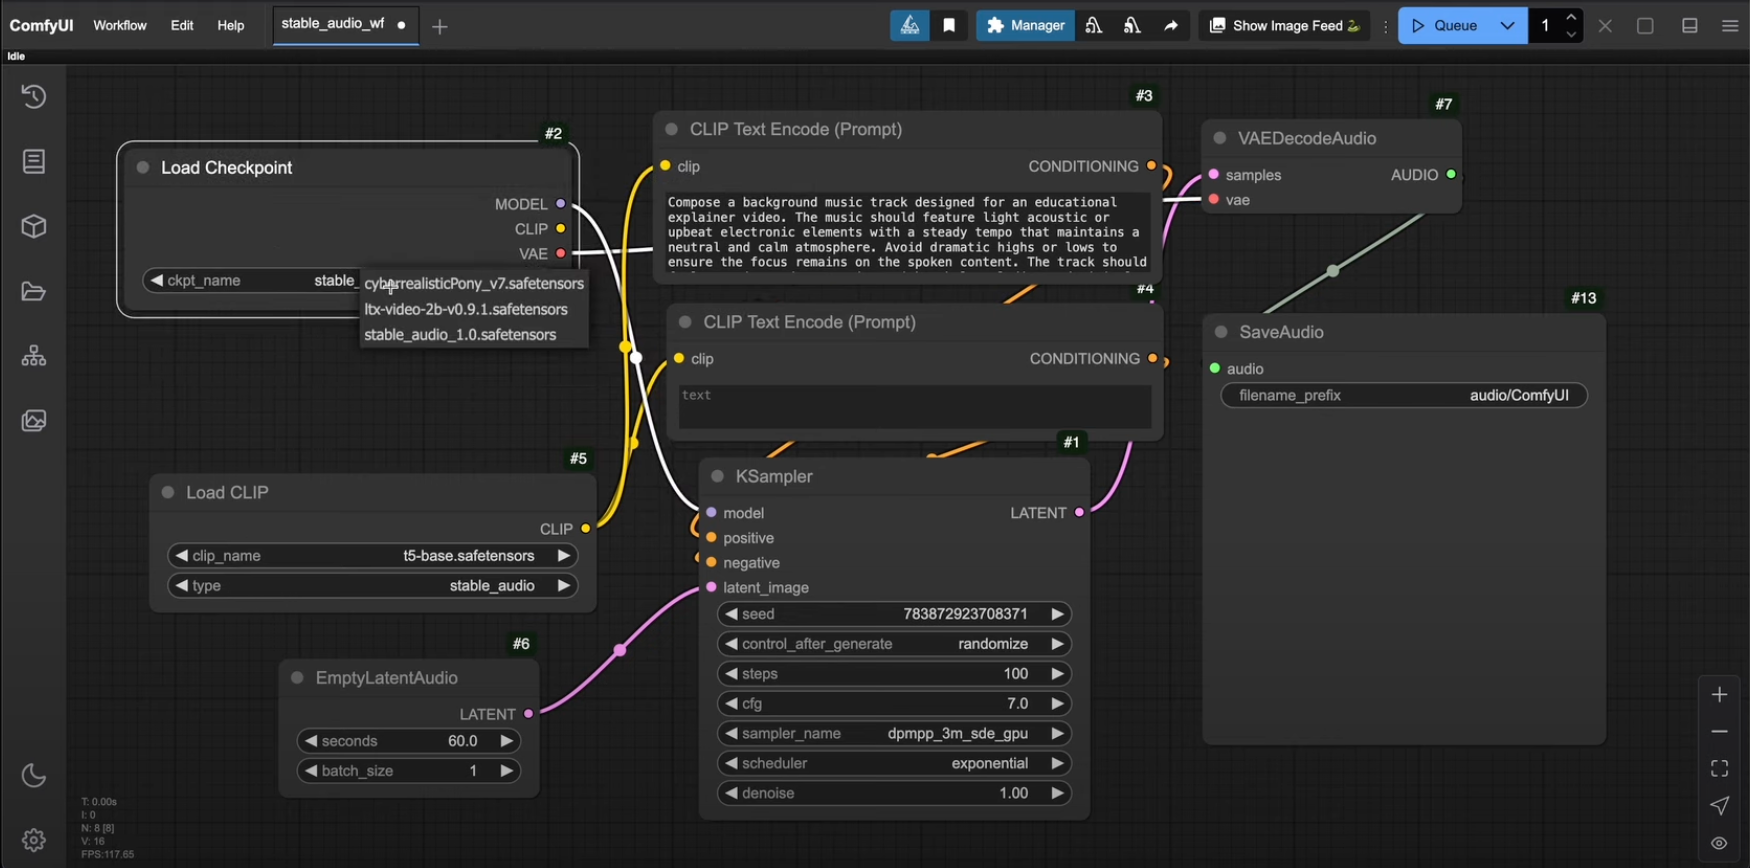 ComfyUI
Workflow
Edit
Help
stable_audio_wf
Manager
Show Image Feed
Queue
1
Idle
#2
Load Checkpoint
MODEL
CLIP
VAE
ckpt_name stable_
cyberrealisticPony_v7.safetensors
ltx-video-2b-v0.9.1.safetensors
stable_audio_1.0.safetensors
#3
CLIP Text Encode (Prompt)
clip CONDITIONING
Compose a background music track designed for an educational
explainer video. The music should feature light acoustic or
upbeat electronic elements with a steady tempo that maintains a
neutral and calm atmosphere. Avoid dramatic highs or lows to
ensure the focus remains on the spoken content. The track should
#4
CLIP Text Encode (Prompt)
clip CONDITIONING
text
#7
VAEDecodeAudio
samples AUDIO
vae
#13
SaveAudio
audio
filename_prefix audio/ComfyUI
#5
Load CLIP
CLIP
clip_name t5-base.safetensors
type stable_audio
#6
EmptyLatentAudio
LATENT
seconds 60.0
batch_size 1
#1
KSampler
model LATENT
positive
negative
latent_image
seed 783872923708371
control_after_generate randomize
steps 100
cfg 7.0
sampler_name dpmpp_3m_sde_gpu
scheduler exponential
denoise 1.00
T: 0.00s
I: 0
N: 8 [8]
V: 16
FPS:117.65